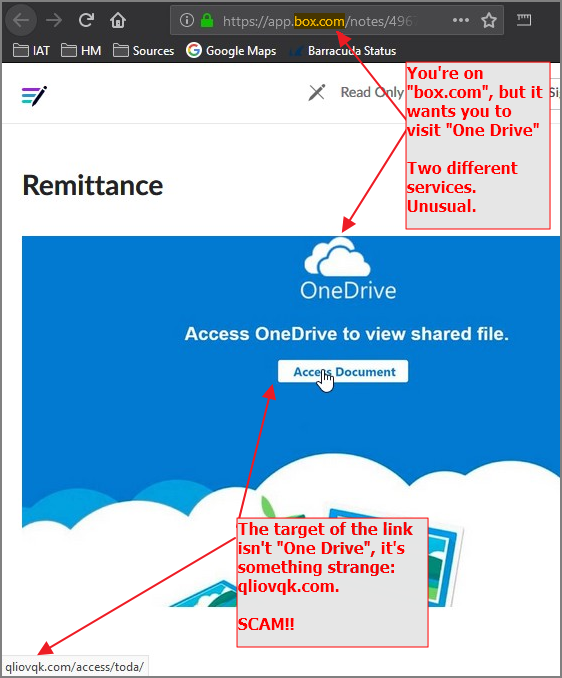 https://app.box.com/notes/496
IAT HM Sources Google Maps Barracuda Status
Read Only
You're on
"box.com", but it
wants you to
visit "One Drive"
Two different
services.
Unusual.
Remittance
OneDrive
Access OneDrive to view shared file.
Access Document
The target of the link
isn't "One Drive", it's
something strange:
qliovqk.com.
SCAM!!
qliovqk.com/access/toda/